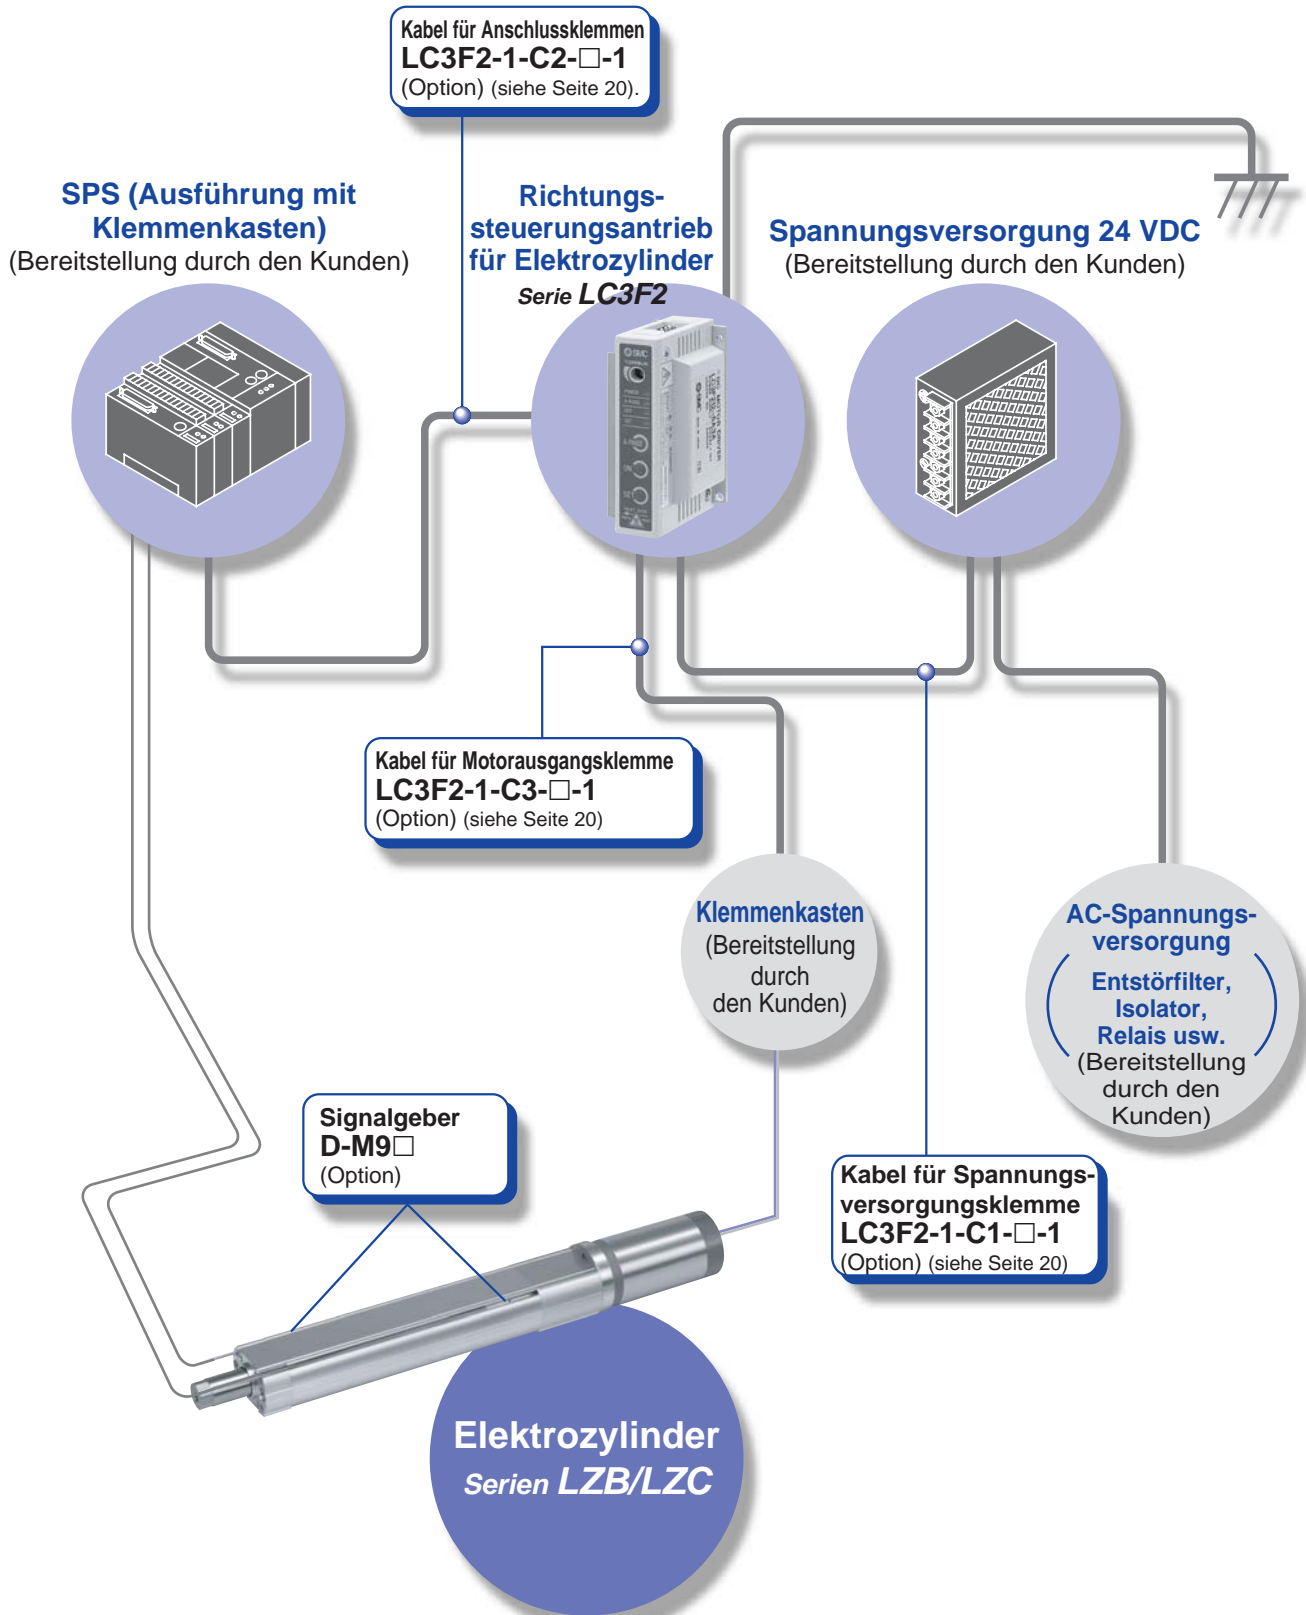 Kabel für Anschlussklemmen
LC3F2-1-C2-□-1
(Option) (siehe Seite 20).
SPS (Ausführung mit
Klemmenkasten)
(Bereitstellung durch den Kunden)
Richtungs-
steuerungsantrieb
für Elektrozylinder
Serie LC3F2
Spannungsversorgung 24 VDC
(Bereitstellung durch den Kunden)
SMC
Kabel für Motorausgangsklemme
LC3F2-1-C3-□-1
(Option) (siehe Seite 20)
Klemmenkasten
(Bereitstellung
durch
den Kunden)
AC-Spannungs-
versorgung
Entstörfilter,
Isolator,
Relais usw.
(Bereitstellung
durch den
Kunden)
Signalgeber
D-M9□
(Option)
Kabel für Spannungs-
versorgungsklemme
LC3F2-1-C1-□-1
(Option) (siehe Seite 20)
Elektrozylinder
Serien LZB/LZC